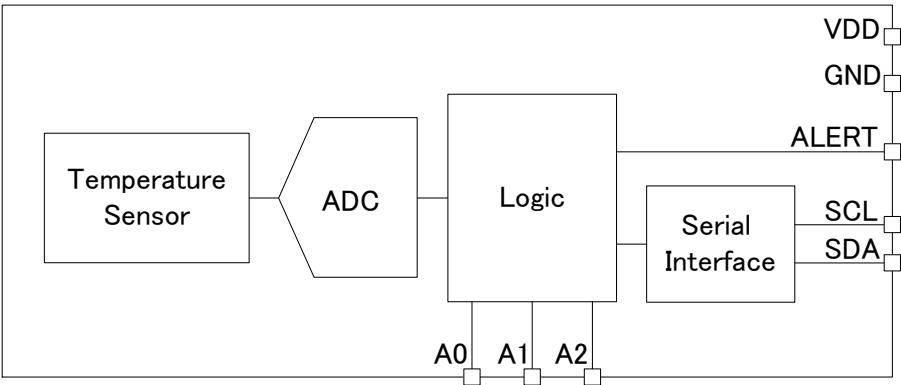 VDD
GND
ALERT
Temperature
Sensor
ADC
Logic
Serial
Interface
SCL
SDA
A0
A1
A2